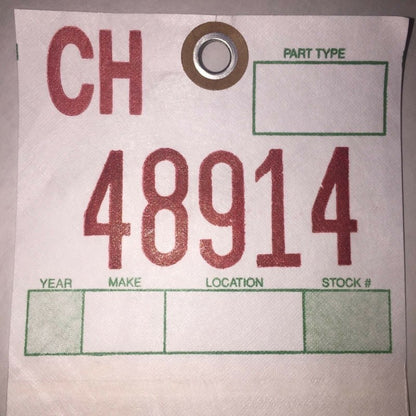 CH
PART TYPE
48914
YEAR MAKE LOCATION STOCK #